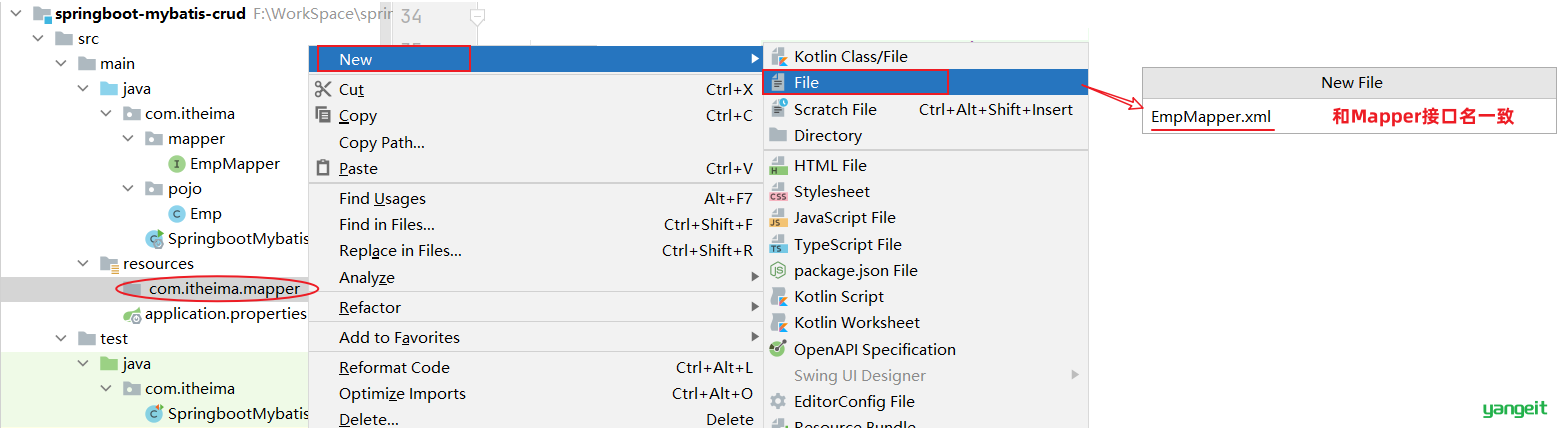 springboot-mybatis-crud F:\WorkSpace\sprin
src
main
java
com.itheima
mapper
EmpMapper
pojo
Emp
SpringbootMybatis
resources
com.itheima.mapper
application.properties
test
java
com.itheima
SpringbootMybatis
34
New
Cut Ctrl+X
Copy Ctrl+C
Copy Path...
Paste Ctrl+V
Find Usages Alt+F7
Find in Files... Ctrl+Shift+F
Replace in Files... Ctrl+Shift+R
Analyze
Refactor
Add to Favorites
Reformat Code Ctrl+Alt+L
Optimize Imports Ctrl+Alt+O
Delete... Delete
Kotlin Class/File
File
Scratch File Ctrl+Alt+Shift+Insert
Directory
HTML File
Stylesheet
JavaScript File
TypeScript File
package.json File
Kotlin Script
Kotlin Worksheet
OpenAPI Specification
Swing UI Designer
EditorConfig File
Resource Bundle
New File
EmpMapper.xml 和Mapper接口名一致
yangeit